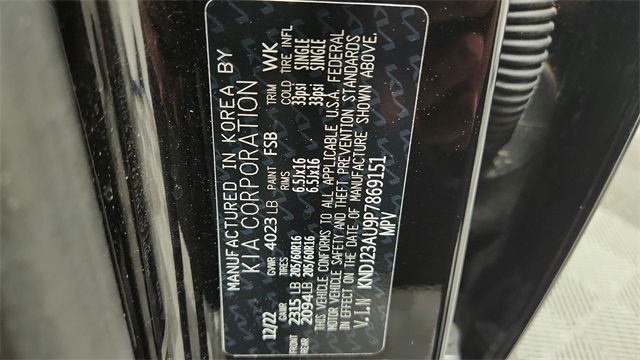 MANUFACTURED IN KOREA BY
KIA CORPORATION
12/22 GVWR 4023 LB PAINT FSB TRIM WK
GAWR TIRES RIMS COLD TIRE INFL
FRONT 2315 LB 205/60R16 6.5Jx16 33psi SINGLE
REAR 2094 LB 205/60R16 6.5Jx16 33psi SINGLE
THIS VEHICLE CONFORMS TO ALL APPLICABLE U.S.A. FEDERAL
MOTOR VEHICLE SAFETY AND THEFT PREVENTION STANDARDS
IN EFFECT ON THE DATE OF MANUFACTURE SHOWN ABOVE.
V.I.N KNDJ23AU9P7869151
MPV